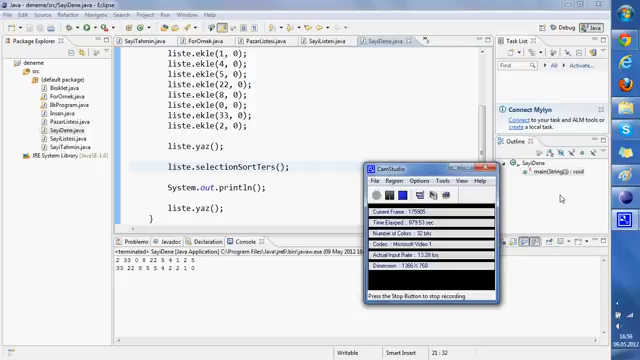 Java - deneme/src/SayiDene.java - Eclipse
File Edit Source Refactor Navigate Search Project Run Window Help
Debug Java
Package Explorer
SayiTahmin.java ForOrnek.java PazarListesi.java SayiListesi.java SayiDene.java
Task List
deneme
src
(default package)
Bisiklet.java
ForOrnek.java
IlkProgram.java
Insan.java
PazarListesi.java
SayiDene.java
SayiListesi.java
SayiTahmin.java
JRE System Library [JavaSE-1.7]
liste.ekle(1, 0);
liste.ekle(4, 0);
liste.ekle(5, 0);
liste.ekle(22, 0);
liste.ekle(8, 0);
liste.ekle(0, 0);
liste.ekle(33, 0);
liste.ekle(2, 0);
liste.yaz();
liste.selectionSortTers();
System.out.println();
liste.yaz();
}
Find
All
Activate...
Connect Mylyn
Connect to your task and ALM tools or
create a local task.
Outline
SayiDene
main(String[]) : void
CamStudio
File Region Options Tools View Help
Current Frame : 175905
Time Elapsed : 879.53 sec
Number of Colors : 32 bits
Codec : Microsoft Video 1
Actual Input Rate : 13.28 fps
Dimension : 1366 X 768
Press the Stop Button to stop recording
Problems Javadoc Declaration Console
<terminated> SayiDene [Java Application] C:\Program Files\Java\jre6\bin\javaw.exe (09 May 2012
2 33 0 8 22 5 4 1 2 5
33 22 8 5 5 4 2 2 1 0
Writable Smart Insert 21 : 32
16:56
09.05.2012